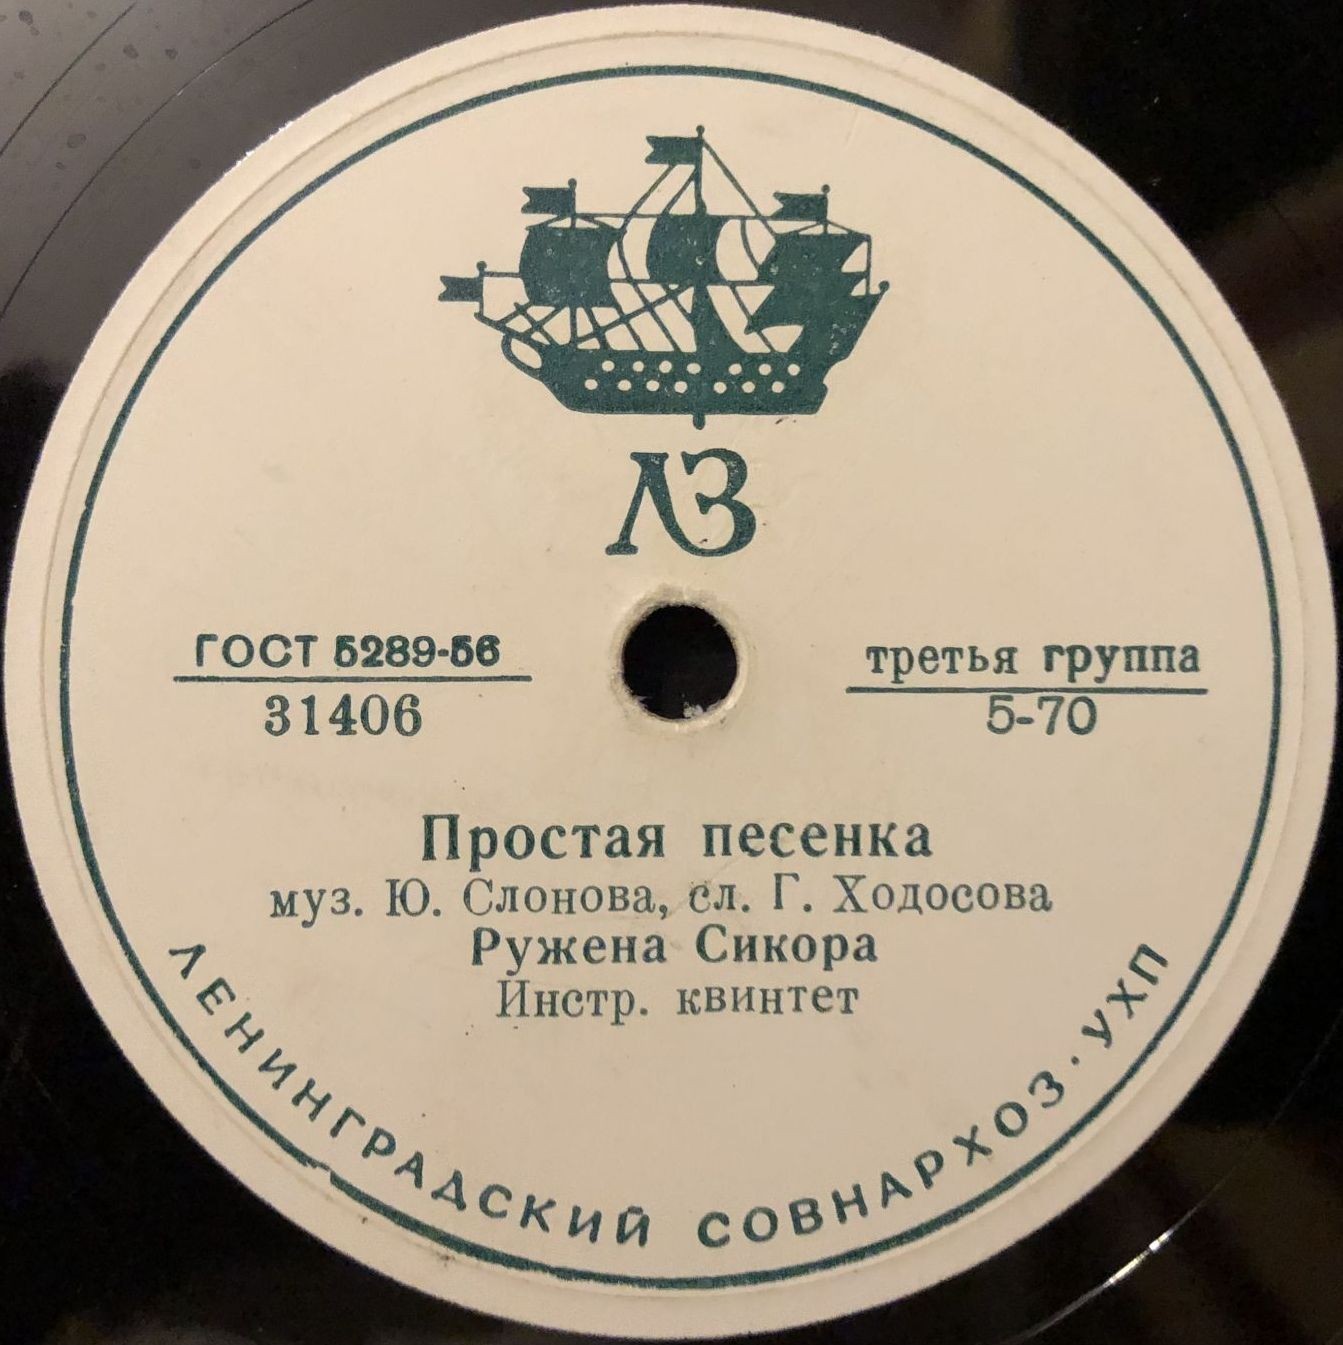 ЛЗ
ГОСТ 5289-56
31406
третья группа
5-70
Простая песенка
муз. Ю. Слонова, сл. Г. Ходосова
Ружена Сикора
Инстр. квинтет
ЛЕНИНГРАДСКИЙ СОВНАРХОЗ · УХП